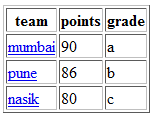 team points grade
mumbai 90 a
pune 86 b
nasik 80 c